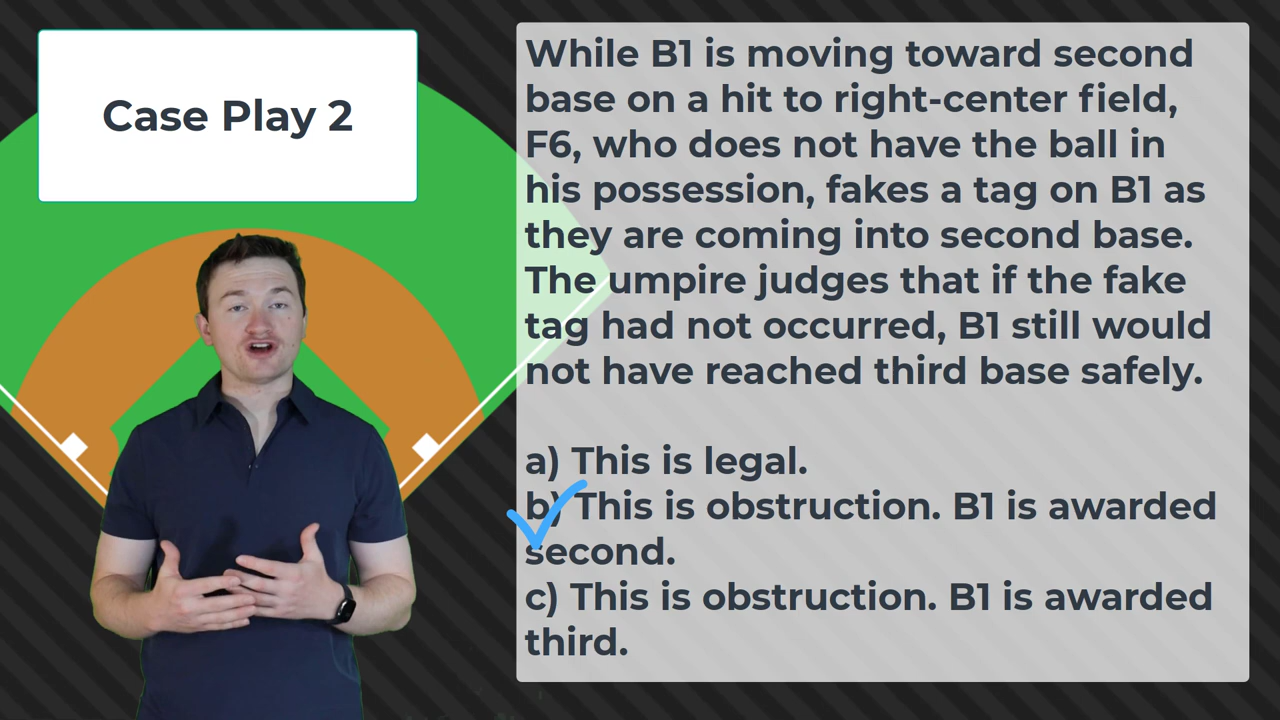 Case Play 2
While B1 is moving toward second
base on a hit to right-center field,
F6, who does not have the ball in
his possession, fakes a tag on B1 as
they are coming into second base.
The umpire judges that if the fake
tag had not occurred, B1 still would
not have reached third base safely.
a) This is legal.
b) This is obstruction. B1 is awarded
second.
c) This is obstruction. B1 is awarded
third.